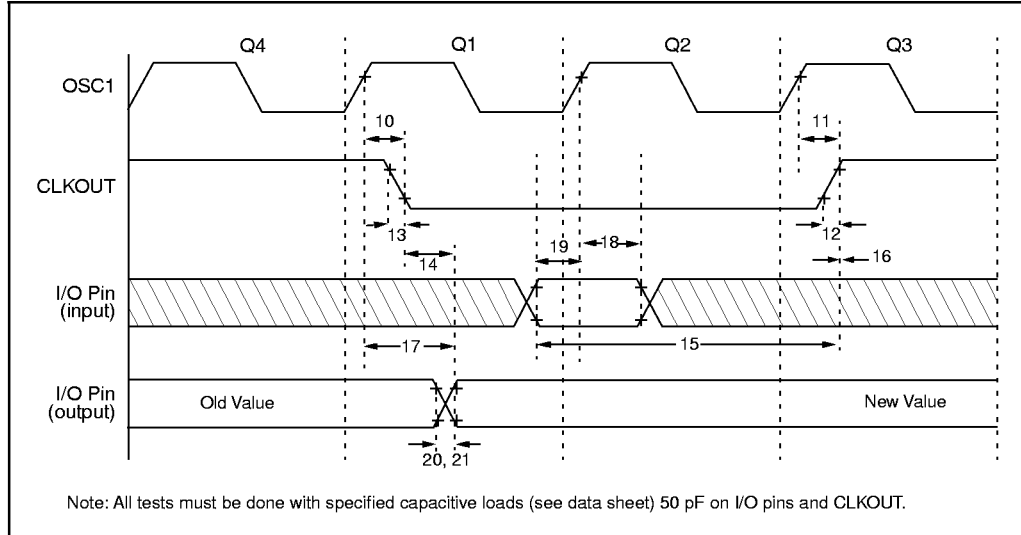 Q4 Q1 Q2 Q3
OSC1
10 11
CLKOUT
13 12
14 19 18 16
I/O Pin
(input)
17 15
I/O Pin
(output)
Old Value New Value
20, 21
Note: All tests must be done with specified capacitive loads (see data sheet) 50 pF on I/O pins and CLKOUT.